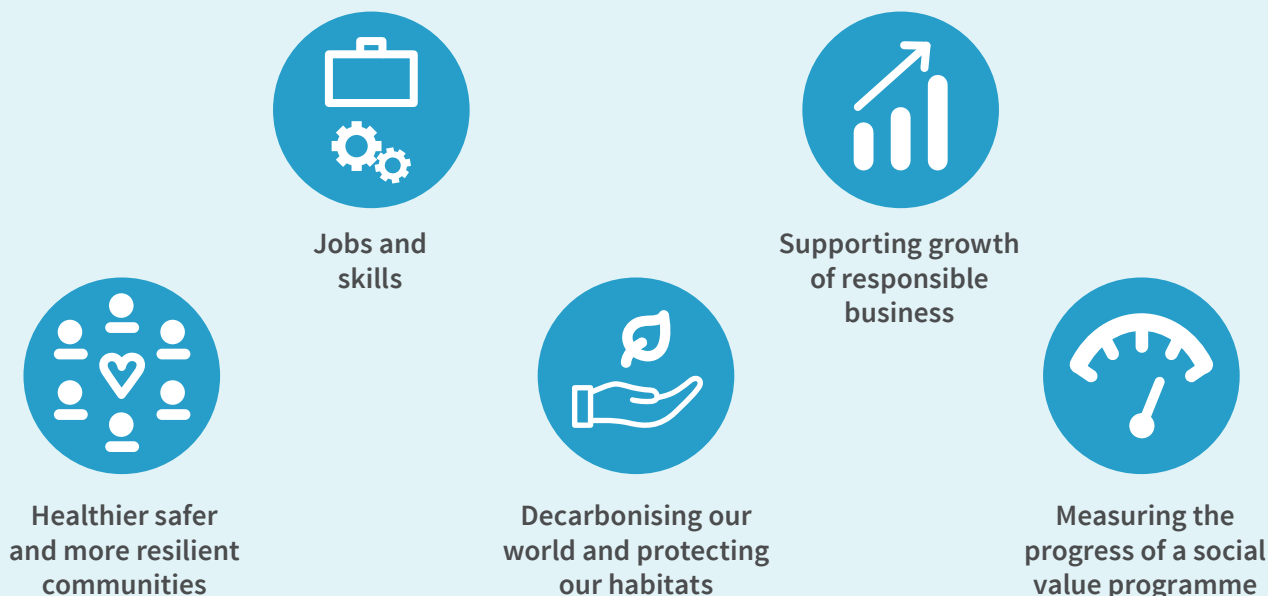 Jobs and
skills
Supporting growth
of responsible
business
Healthier safer
and more resilient
communities
Decarbonising our
world and protecting
our habitats
Measuring the
progress of a social
value programme